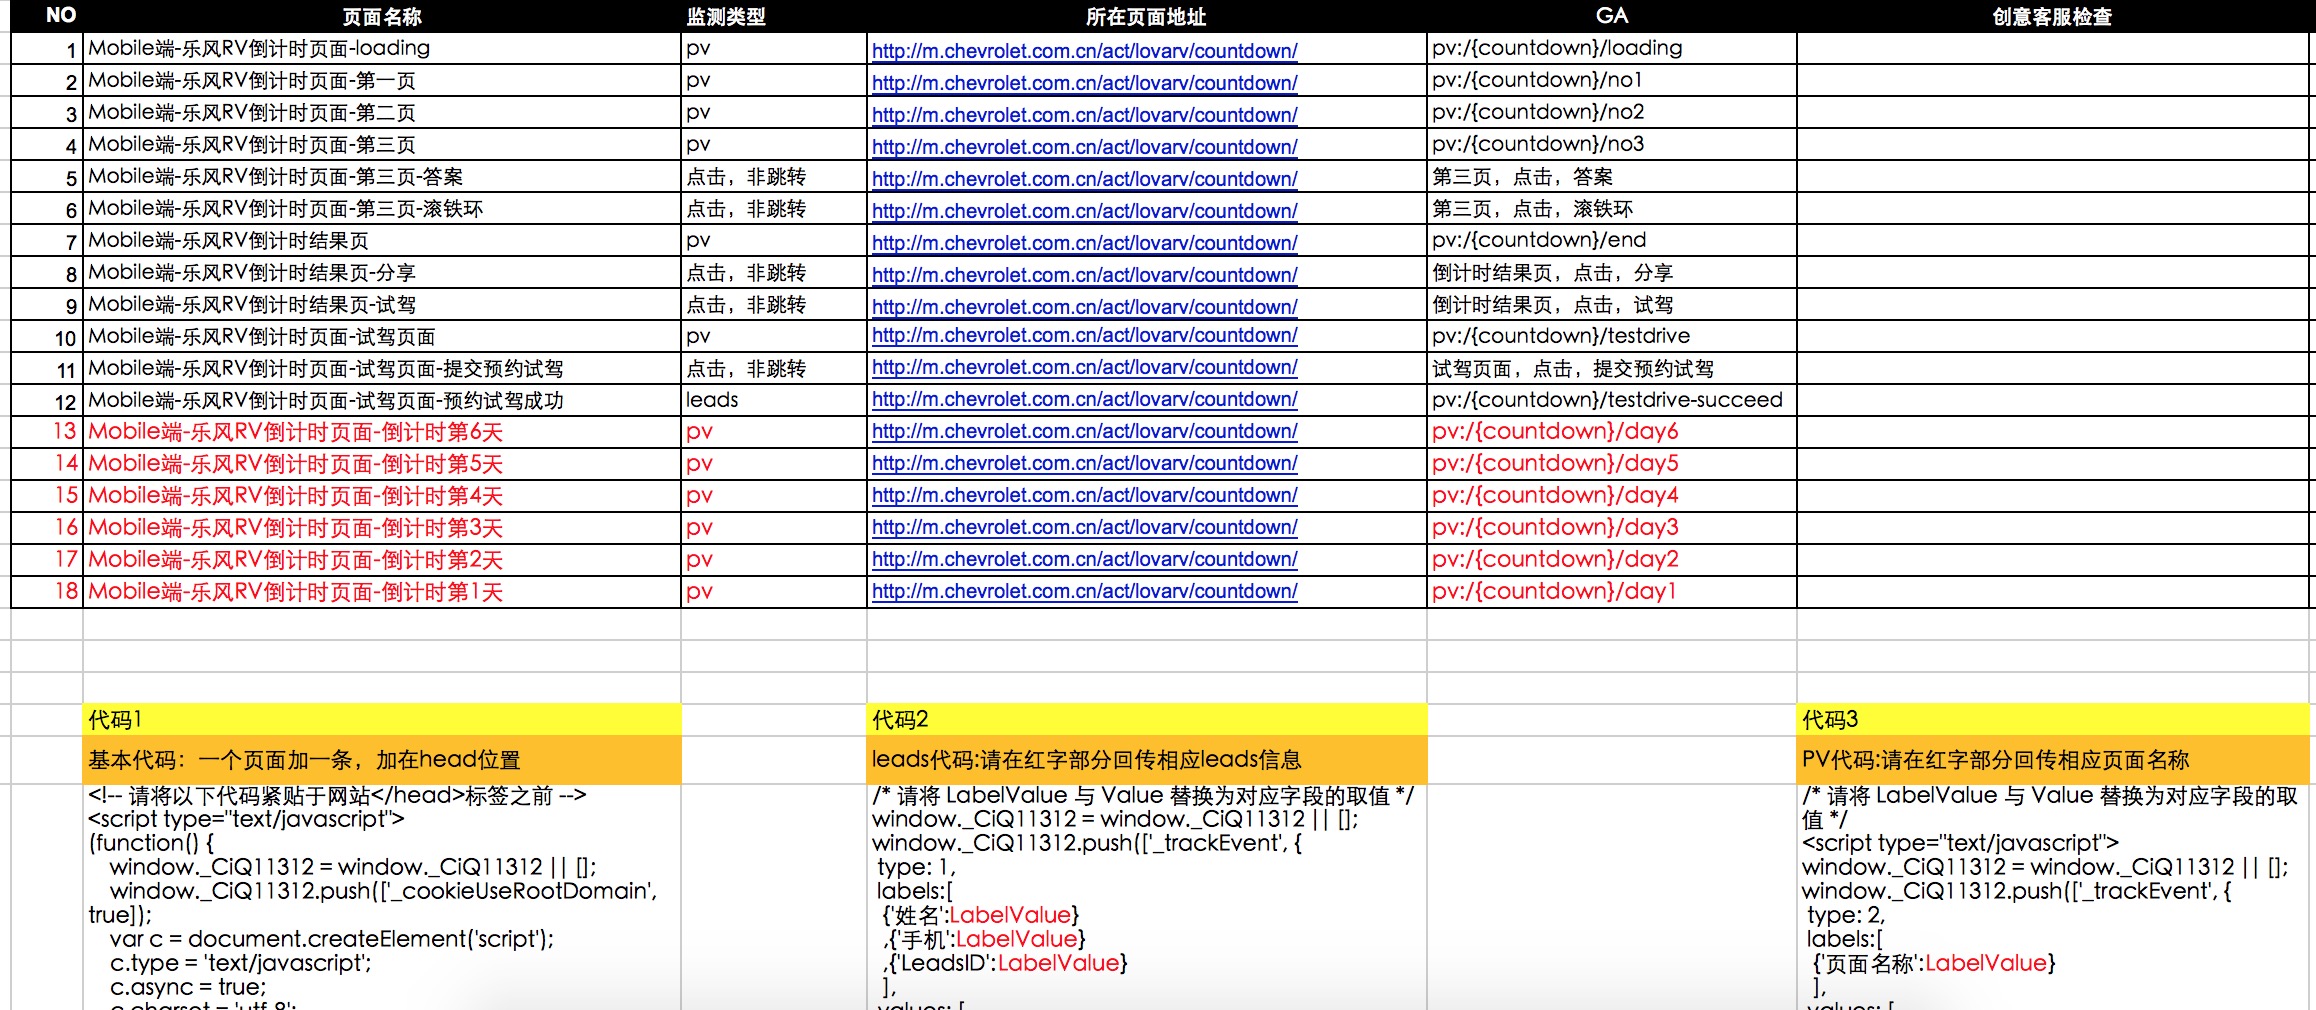 NO 页面名称 监测类型 所在页面地址 GA 创意客服检查
1 Mobile端-乐风RV倒计时页面-loading pv http://m.chevrolet.com.cn/act/lovarv/countdown/ pv:/{countdown}/loading
2 Mobile端-乐风RV倒计时页面-第一页 pv http://m.chevrolet.com.cn/act/lovarv/countdown/ pv:/{countdown}/no1
3 Mobile端-乐风RV倒计时页面-第二页 pv http://m.chevrolet.com.cn/act/lovarv/countdown/ pv:/{countdown}/no2
4 Mobile端-乐风RV倒计时页面-第三页 pv http://m.chevrolet.com.cn/act/lovarv/countdown/ pv:/{countdown}/no3
5 Mobile端-乐风RV倒计时页面-第三页-答案 点击，非跳转 http://m.chevrolet.com.cn/act/lovarv/countdown/ 第三页，点击，答案
6 Mobile端-乐风RV倒计时页面-第三页-滚铁环 点击，非跳转 http://m.chevrolet.com.cn/act/lovarv/countdown/ 第三页，点击，滚铁环
7 Mobile端-乐风RV倒计时结果页 pv http://m.chevrolet.com.cn/act/lovarv/countdown/ pv:/{countdown}/end
8 Mobile端-乐风RV倒计时结果页-分享 点击，非跳转 http://m.chevrolet.com.cn/act/lovarv/countdown/ 倒计时结果页，点击，分享
9 Mobile端-乐风RV倒计时结果页-试驾 点击，非跳转 http://m.chevrolet.com.cn/act/lovarv/countdown/ 倒计时结果页，点击，试驾
10 Mobile端-乐风RV倒计时页面-试驾页面 pv http://m.chevrolet.com.cn/act/lovarv/countdown/ pv:/{countdown}/testdrive
11 Mobile端-乐风RV倒计时页面-试驾页面-提交预约试驾 点击，非跳转 http://m.chevrolet.com.cn/act/lovarv/countdown/ 试驾页面，点击，提交预约试驾
12 Mobile端-乐风RV倒计时页面-试驾页面-预约试驾成功 leads http://m.chevrolet.com.cn/act/lovarv/countdown/ pv:/{countdown}/testdrive-succeed
13 Mobile端-乐风RV倒计时页面-倒计时第6天 pv http://m.chevrolet.com.cn/act/lovarv/countdown/ pv:/{countdown}/day6
14 Mobile端-乐风RV倒计时页面-倒计时第5天 pv http://m.chevrolet.com.cn/act/lovarv/countdown/ pv:/{countdown}/day5
15 Mobile端-乐风RV倒计时页面-倒计时第4天 pv http://m.chevrolet.com.cn/act/lovarv/countdown/ pv:/{countdown}/day4
16 Mobile端-乐风RV倒计时页面-倒计时第3天 pv http://m.chevrolet.com.cn/act/lovarv/countdown/ pv:/{countdown}/day3
17 Mobile端-乐风RV倒计时页面-倒计时第2天 pv http://m.chevrolet.com.cn/act/lovarv/countdown/ pv:/{countdown}/day2
18 Mobile端-乐风RV倒计时页面-倒计时第1天 pv http://m.chevrolet.com.cn/act/lovarv/countdown/ pv:/{countdown}/day1
代码1
基本代码：一个页面加一条，加在head位置
<!-- 请将以下代码紧贴于网站</head>标签之前 -->
<script type="text/javascript">
(function() {
window._CiQ11312 = window._CiQ11312 || [];
window._CiQ11312.push(['_cookieUseRootDomain',
true]);
var c = document.createElement('script');
c.type = 'text/javascript';
c.async = true;
c.charset = 'utf-8';
代码2
leads代码:请在红字部分回传相应leads信息
/* 请将 LabelValue 与 Value 替换为对应字段的取值 */
window._CiQ11312 = window._CiQ11312 || [];
window._CiQ11312.push(['_trackEvent', {
type: 1,
labels:[
{'姓名':LabelValue}
,{'手机':LabelValue}
,{'LeadsID':LabelValue}
],
values: [
代码3
PV代码:请在红字部分回传相应页面名称
/* 请将 LabelValue 与 Value 替换为对应字段的取
值 */
<script type="text/javascript">
window._CiQ11312 = window._CiQ11312 || [];
window._CiQ11312.push(['_trackEvent', {
type: 2,
labels:[
{'页面名称':LabelValue}
],
values: [